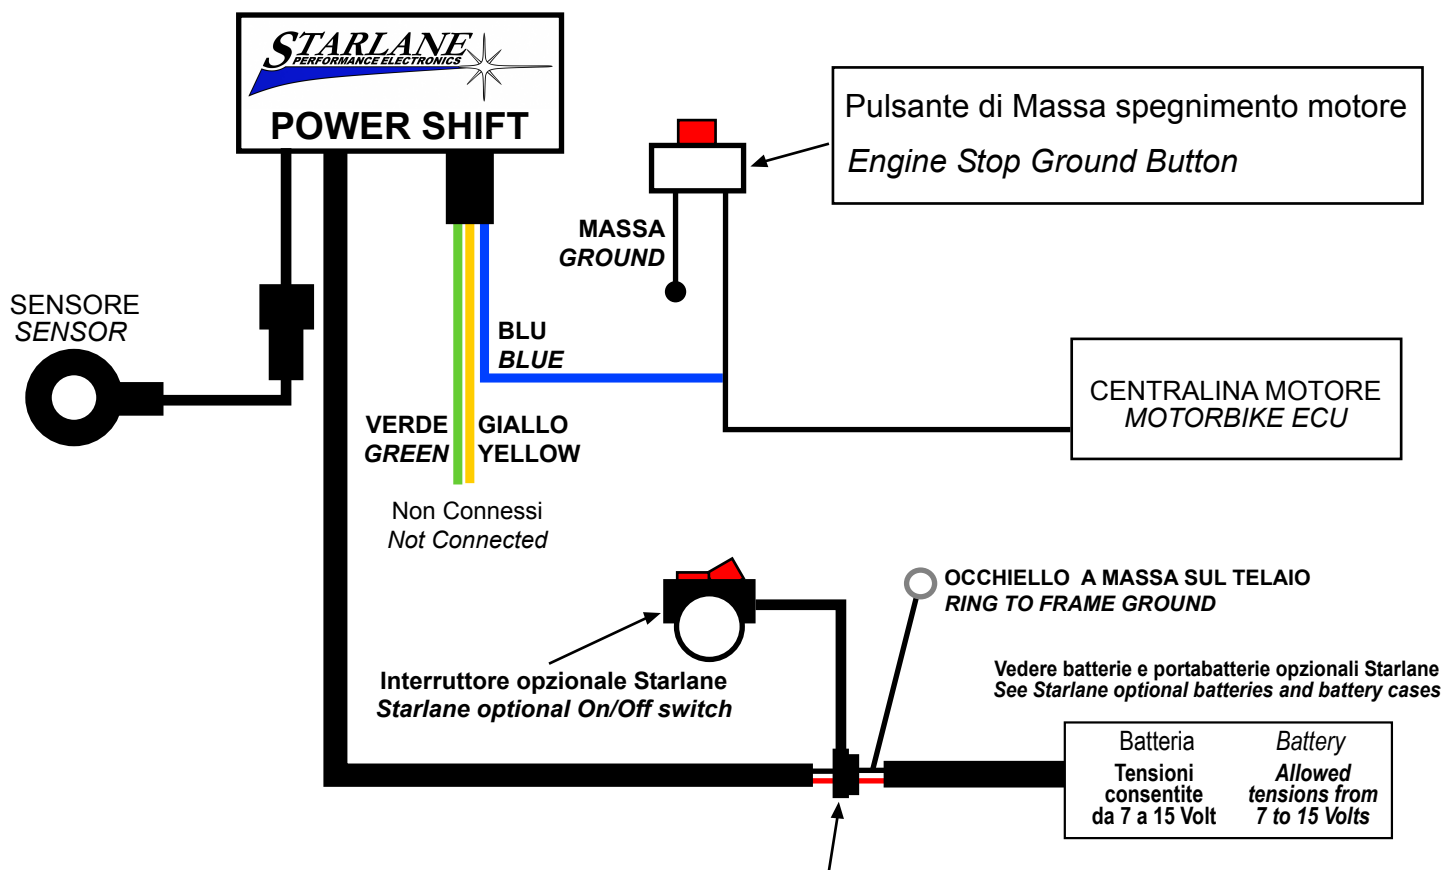 STARLANE
PERFORMANCE ELECTRONICS
POWER SHIFT
Pulsante di Massa spegnimento motore
Engine Stop Ground Button
MASSA
GROUND
SENSORE
SENSOR
BLU
BLUE
CENTRALINA MOTORE
MOTORBIKE ECU
VERDE
GREEN
GIALLO
YELLOW
Non Connessi
Not Connected
OCCHIELLO A MASSA SUL TELAIO
RING TO FRAME GROUND
Interruttore opzionale Starlane
Starlane optional On/Off switch
Vedere batterie e portabatterie opzionali Starlane
See Starlane optional batteries and battery cases
Batteria
Tensioni
consentite
da 7 a 15 Volt
Battery
Allowed
tensions from
7 to 15 Volts